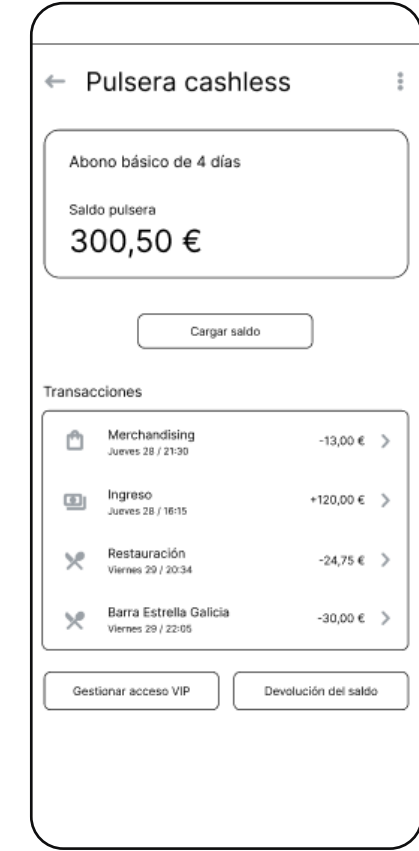 Pulsera cashless
Abono básico de 4 días
Saldo pulsera
300,50 €
Cargar saldo
Transacciones
Merchandising
-13,00 €
Jueves 28 / 21:30
Ingreso
+120,00 €
Jueves 28 / 16:15
Restauración
-24,75 €
Viernes 29 / 20:34
Barra Estrella Galicia
-30,00 €
Viernes 29 / 22:05
Gestionar acceso VIP
Devolución del saldo